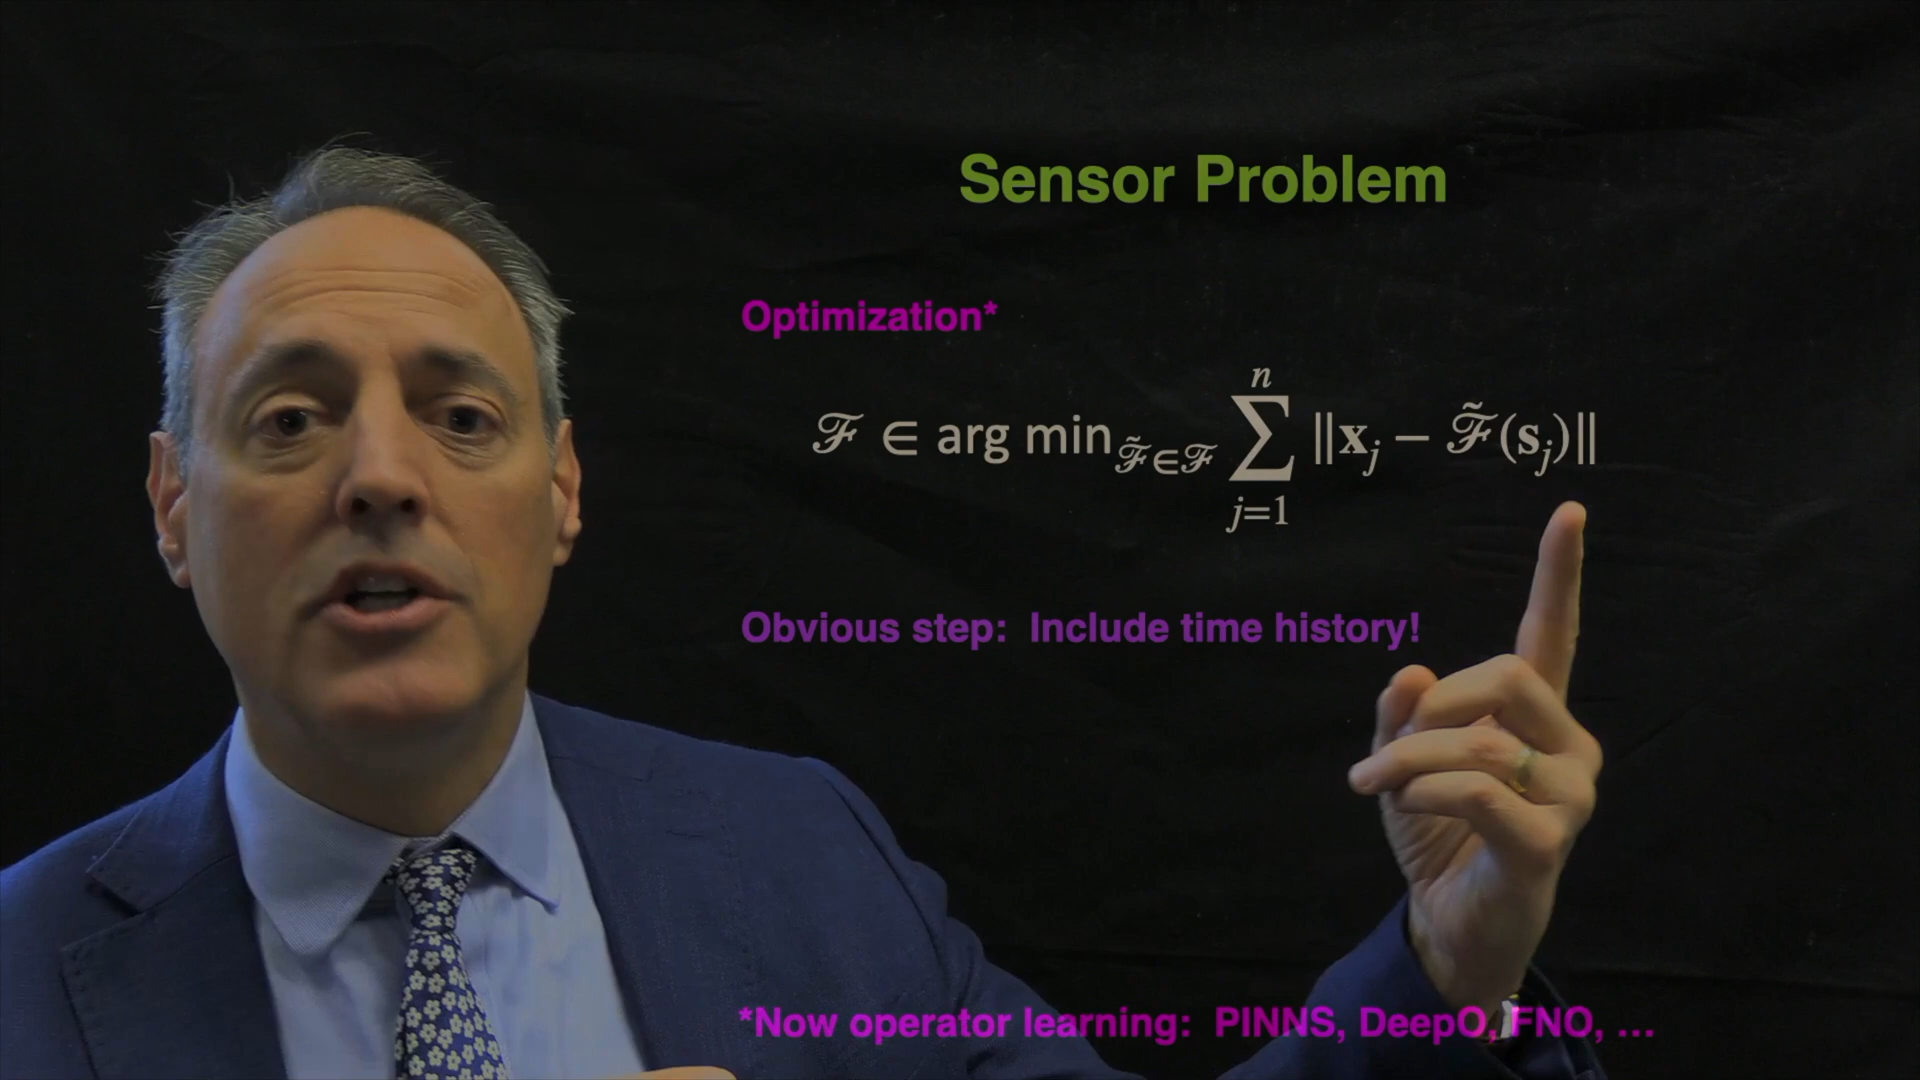 Sensor Problem
Optimization*
ℱ ∈ arg min_{ℱ̃∈ℱ} ∑_{j=1}^{n} ‖x_j − ℱ̃(s_j)‖
Obvious step: Include time history!
*Now operator learning: PINNS, DeepO, FNO, ...